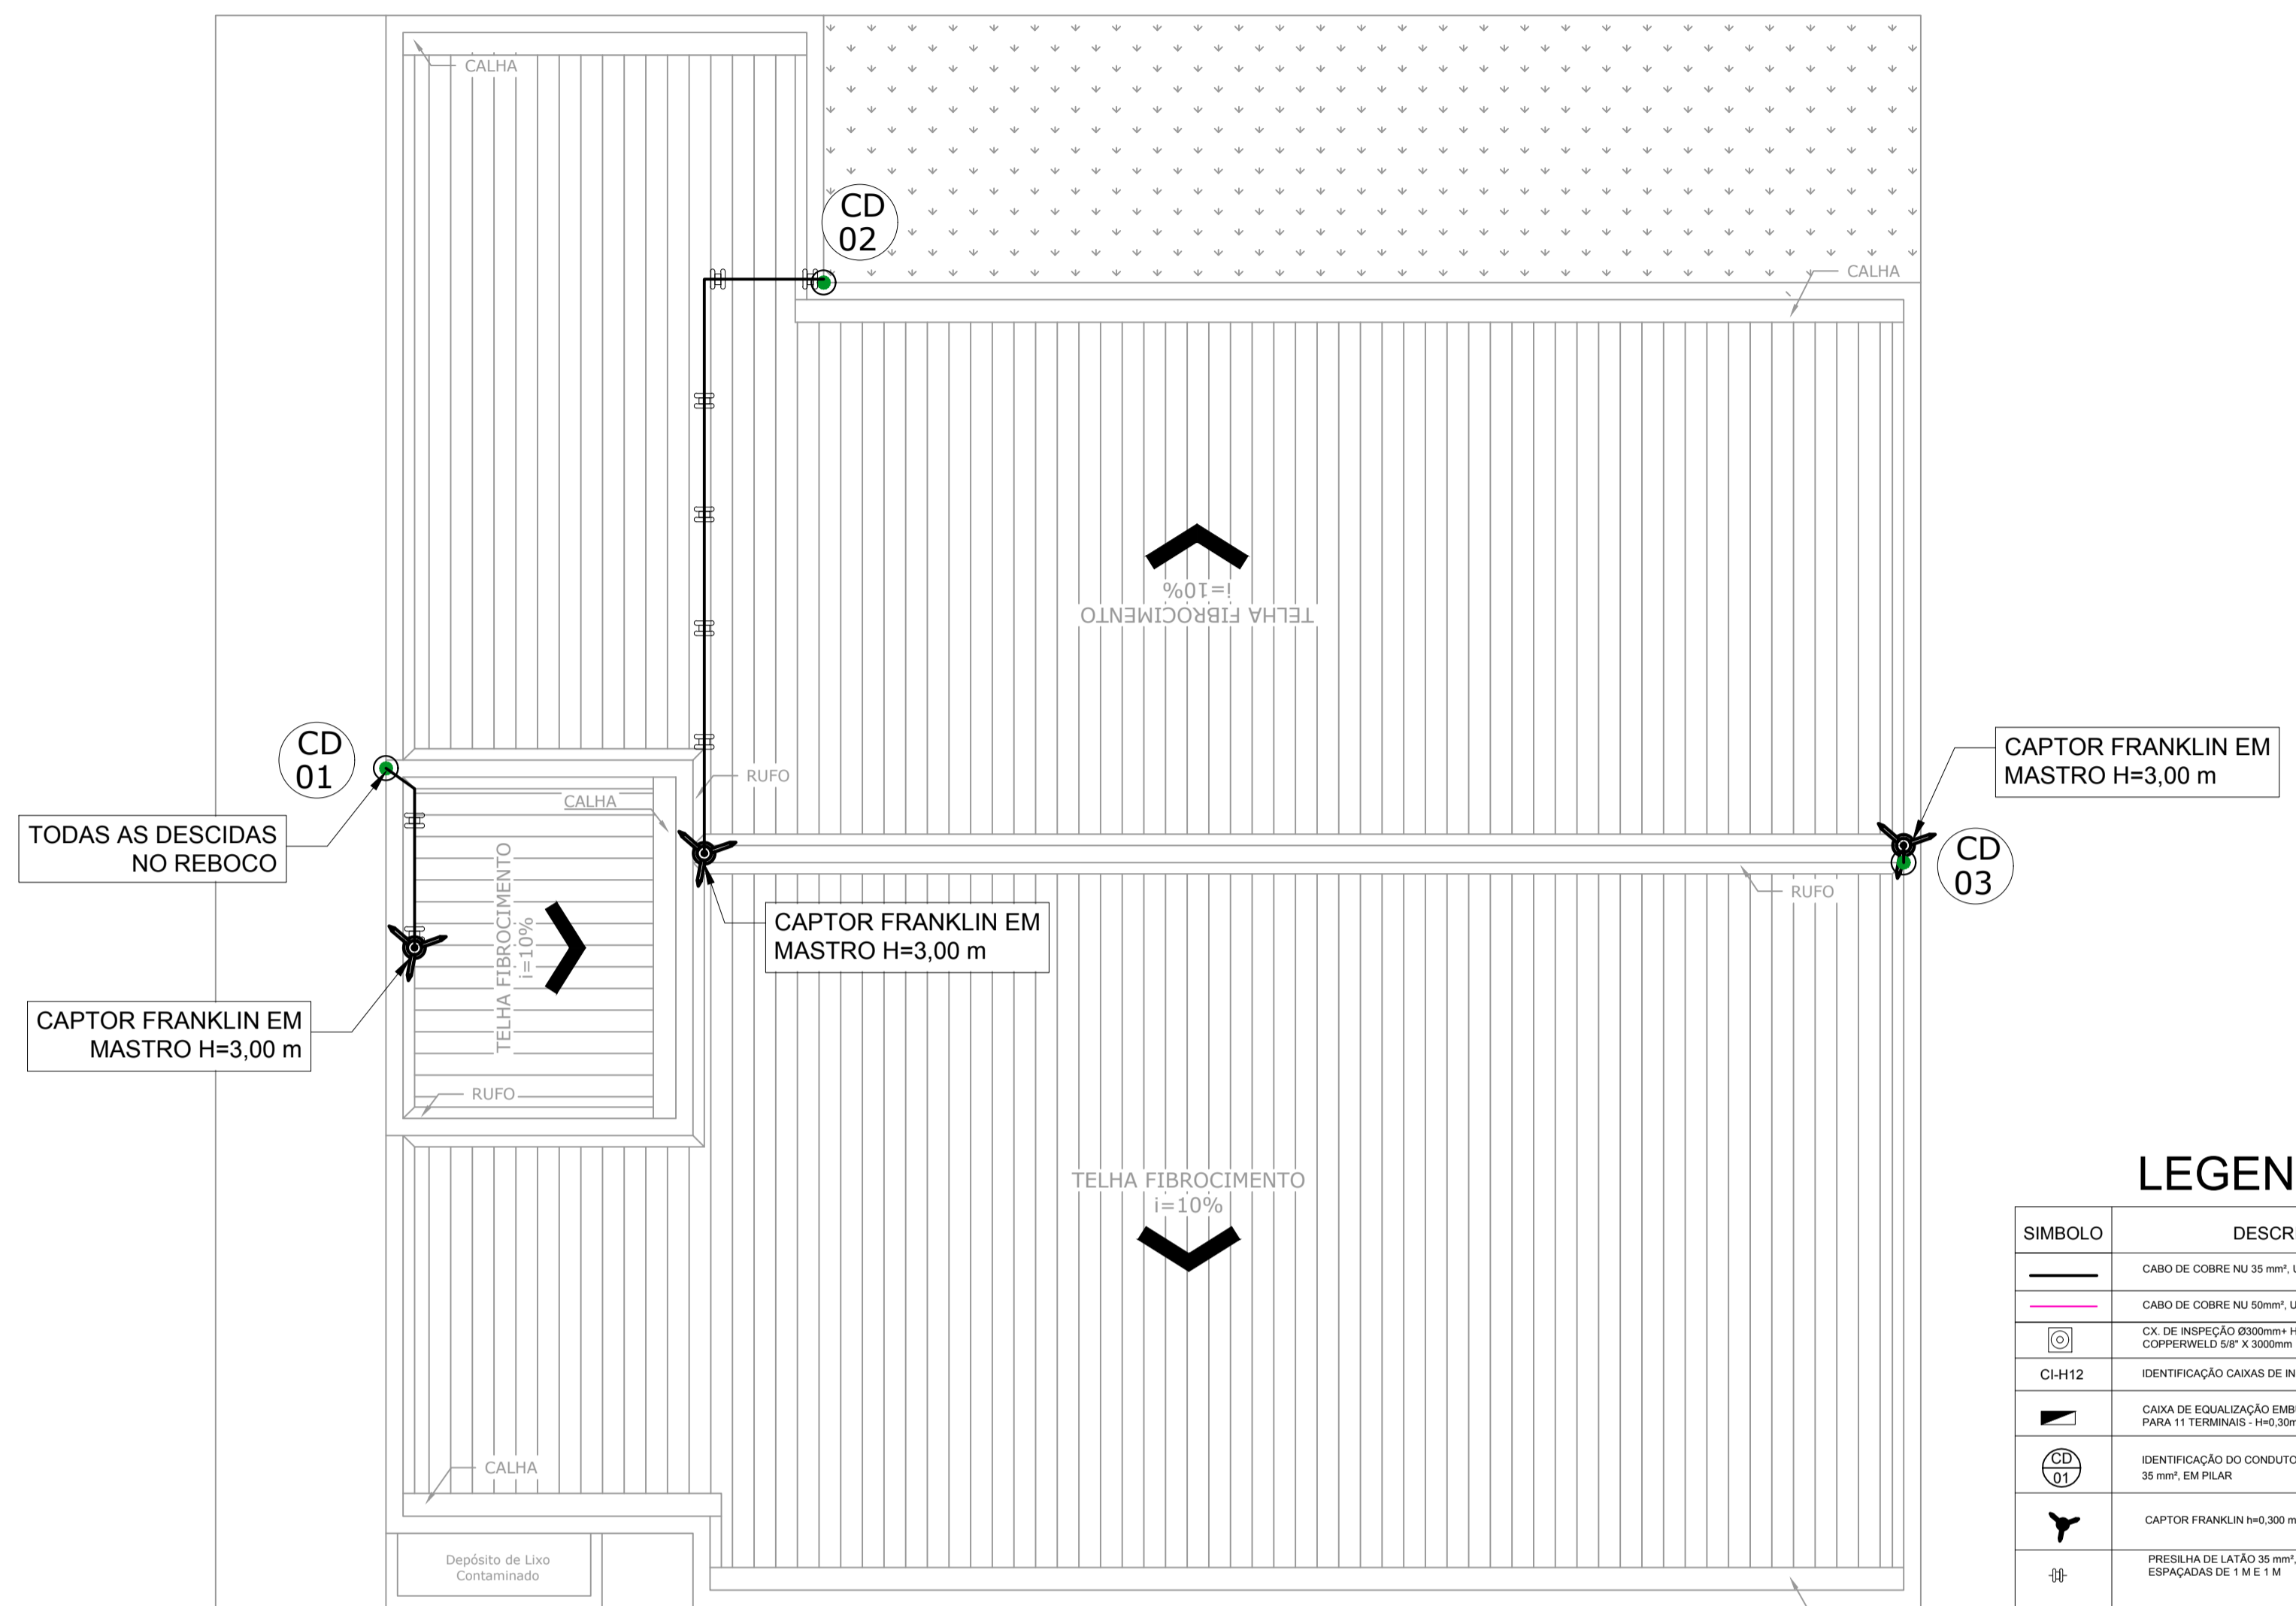 CALHA
CD
02
CALHA
i=10%
TELHA FIBROCIMENTO
CD
01
RUFO
CALHA
TODAS AS DESCIDAS
NO REBOCO
CAPTOR FRANKLIN EM
MASTRO H=3,00 m
CD
03
RUFO
TELHA FIBROCIMENTO
i=10%
CAPTOR FRANKLIN EM
MASTRO H=3,00 m
CAPTOR FRANKLIN EM
MASTRO H=3,00 m
RUFO
TELHA FIBROCIMENTO
i=10%
CALHA
Depósito de Lixo
Contaminado
LEGEN
SIMBOLO DESCR
CABO DE COBRE NU 35 mm²,
CABO DE COBRE NU 50mm²,
CX. DE INSPEÇÃO Ø300mm+ H
COPPERWELD 5/8" X 3000mm
CI-H12 IDENTIFICAÇÃO CAIXAS DE IN
CAIXA DE EQUALIZAÇÃO EMB
PARA 11 TERMINAIS - H=0,30m
CD
01
IDENTIFICAÇÃO DO CONDUTO
35 mm², EM PILAR
CAPTOR FRANKLIN h=0,300 m
PRESILHA DE LATÃO 35 mm²,
ESPAÇADAS DE 1 M E 1 M